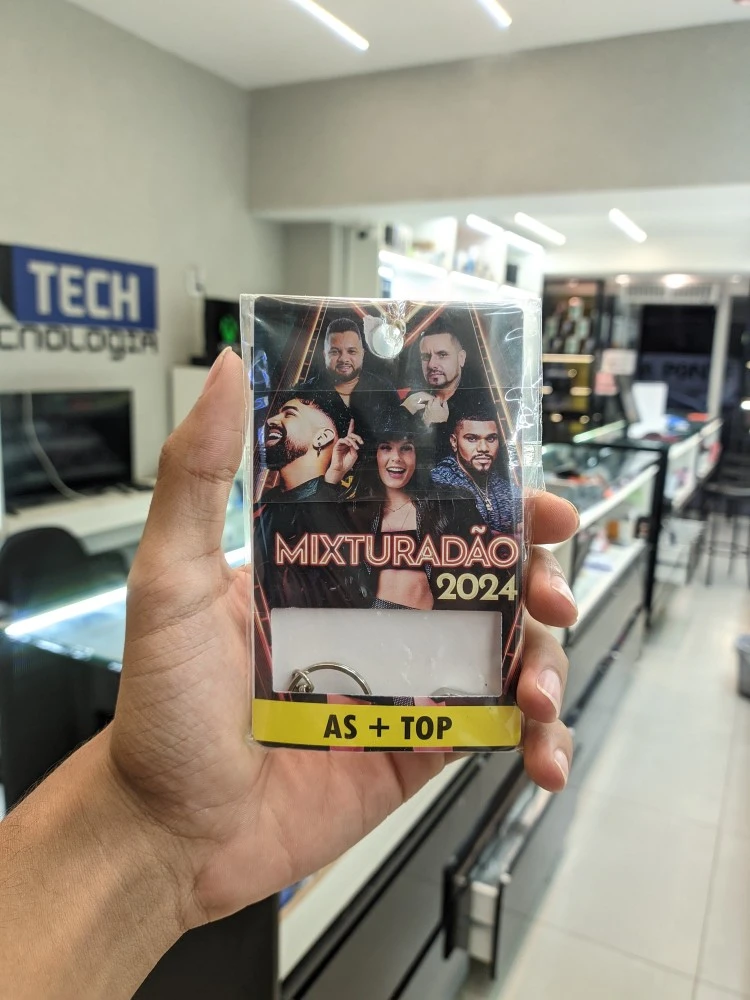 TECH
cnologia
MIXTURADÃO
2024
AS + TOP